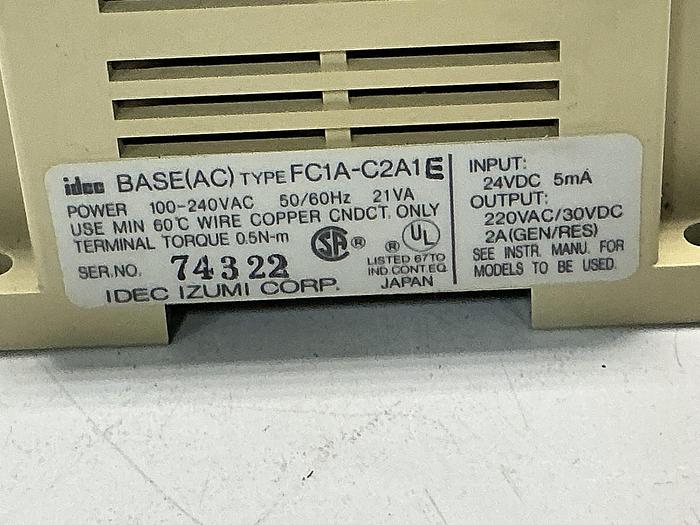 idec BASE(AC) TYPE FC1A-C2A1E
POWER 100-240VAC 50/60Hz 21VA
USE MIN 60℃ WIRE COPPER CNDCT. ONLY
TERMINAL TORQUE 0.5N-m
SA ® ® UL
LISTED 67TO
IND.CONT.EQ.
SER.NO. 74322
IDEC IZUMI CORP. JAPAN
INPUT:
24VDC 5mA
OUTPUT:
220VAC/30VDC
2A(GEN/RES)
SEE INSTR. MANU. FOR
MODELS TO BE USED.